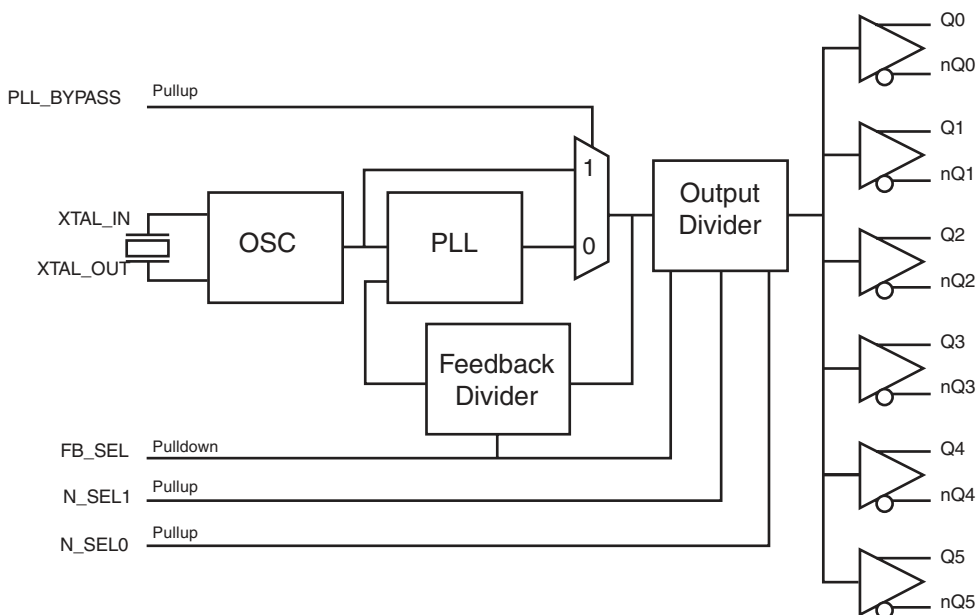 Q0
nQ0
PLL_BYPASS
Pullup
Q1
nQ1
1
Output
Divider
XTAL_IN
OSC
PLL
0
XTAL_OUT
Q2
nQ2
Feedback
Divider
Q3
nQ3
FB_SEL
Pulldown
Q4
N_SEL1
Pullup
nQ4
N_SEL0
Pullup
Q5
nQ5